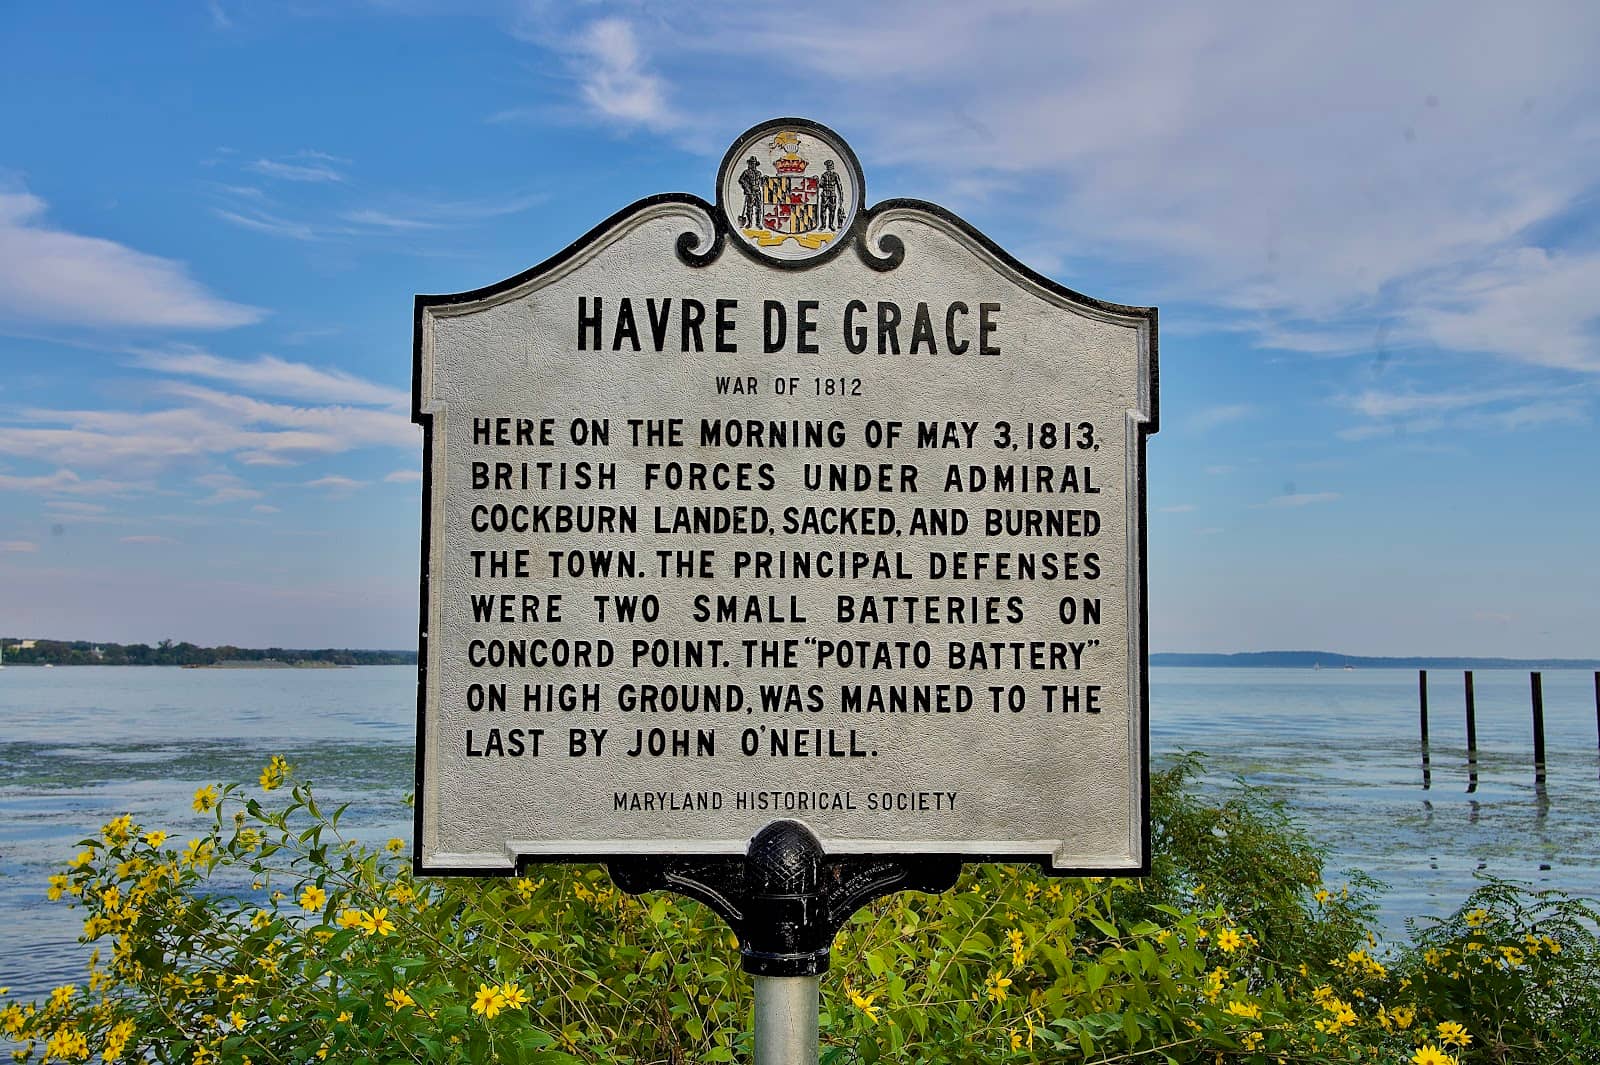 HAVRE DE GRACE
WAR OF 1812
HERE ON THE MORNING OF MAY 3, 1813,
BRITISH FORCES UNDER ADMIRAL
COCKBURN LANDED, SACKED, AND BURNED
THE TOWN. THE PRINCIPAL DEFENSES
WERE TWO SMALL BATTERIES ON
CONCORD POINT. THE "POTATO BATTERY"
ON HIGH GROUND, WAS MANNED TO THE
LAST BY JOHN O'NEILL.
MARYLAND HISTORICAL SOCIETY